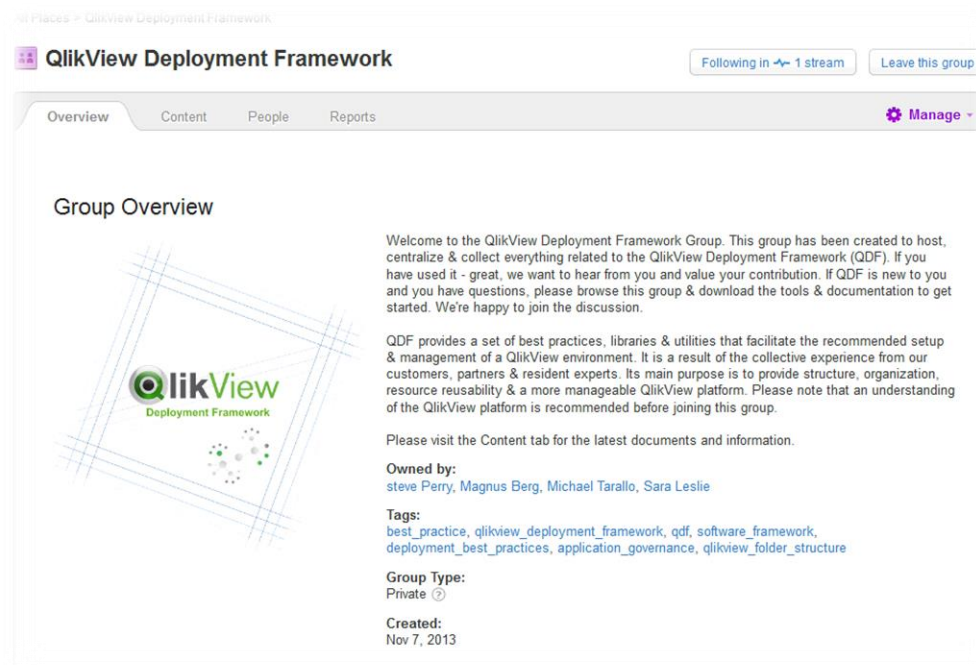 All Places > QlikView Deployment Framework
QlikView Deployment Framework
Following in 1 stream
Leave this group
Overview
Content
People
Reports
Manage
Group Overview
Welcome to the QlikView Deployment Framework Group. This group has been created to host,
centralize & collect everything related to the QlikView Deployment Framework (QDF). If you
have used it - great, we want to hear from you and value your contribution. If QDF is new to you
and you have questions, please browse this group & download the tools & documentation to get
started. We're happy to join the discussion.
QDF provides a set of best practices, libraries & utilities that facilitate the recommended setup
& management of a QlikView environment. It is a result of the collective experience from our
customers, partners & resident experts. Its main purpose is to provide structure, organization,
resource reusability & a more manageable QlikView platform. Please note that an understanding
of the QlikView platform is recommended before joining this group.
Please visit the Content tab for the latest documents and information.
QlikView
Deployment Framework
Owned by:
steve Perry, Magnus Berg, Michael Tarallo, Sara Leslie
Tags:
best_practice, qlikview_deployment_framework, qdf, software_framework,
deployment_best_practices, application_governance, qlikview_folder_structure
Group Type:
Private ?
Created:
Nov 7, 2013